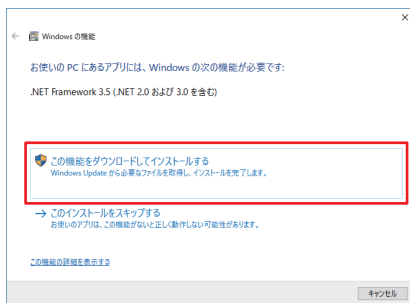 Windows の機能
お使いの PC にあるアプリには、Windows の次の機能が必要です:
.NET Framework 3.5 (.NET 2.0 および 3.0 を含む)
この機能をダウンロードしてインストールする
Windows Update から必要なファイルを取得し、インストールを完了します。
このインストールをスキップする
お使いのアプリは、この機能がないと正しく動作しない可能性があります。
この機能の詳細を表示する
キャンセル